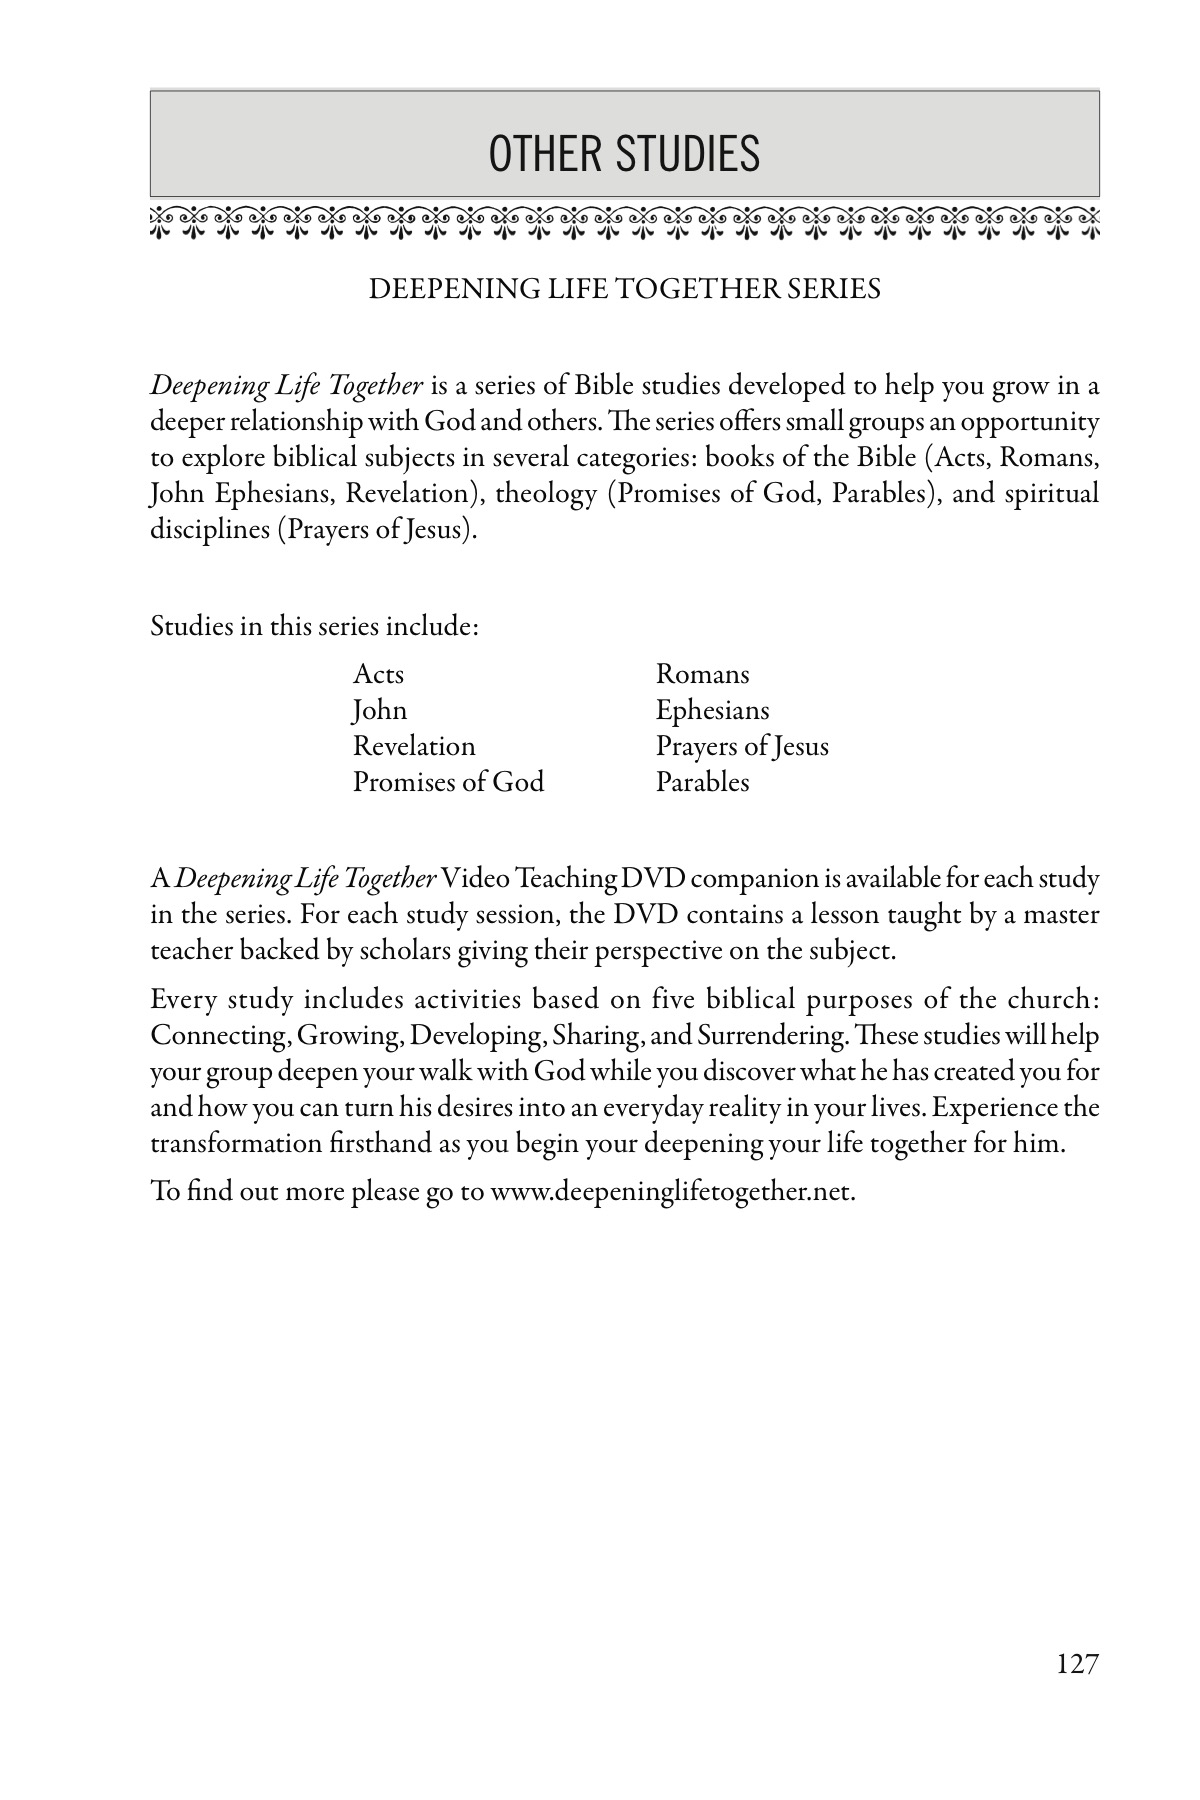 OTHER STUDIES
DEEPENING LIFE TOGETHER SERIES
Deepening Life Together is a series of Bible studies developed to help you grow in a
deeper relationship with God and others. The series offers small groups an opportunity
to explore biblical subjects in several categories: books of the Bible (Acts, Romans,
John Ephesians, Revelation), theology (Promises of God, Parables), and spiritual
disciplines (Prayers of Jesus).
Studies in this series include:
Acts Romans
John Ephesians
Revelation Prayers of Jesus
Promises of God Parables
A Deepening Life Together Video Teaching DVD companion is available for each study
in the series. For each study session, the DVD contains a lesson taught by a master
teacher backed by scholars giving their perspective on the subject.
Every study includes activities based on five biblical purposes of the church:
Connecting, Growing, Developing, Sharing, and Surrendering. These studies will help
your group deepen your walk with God while you discover what he has created you for
and how you can turn his desires into an everyday reality in your lives. Experience the
transformation firsthand as you begin your deepening your life together for him.
To find out more please go to www.deepeninglifetogether.net.
127